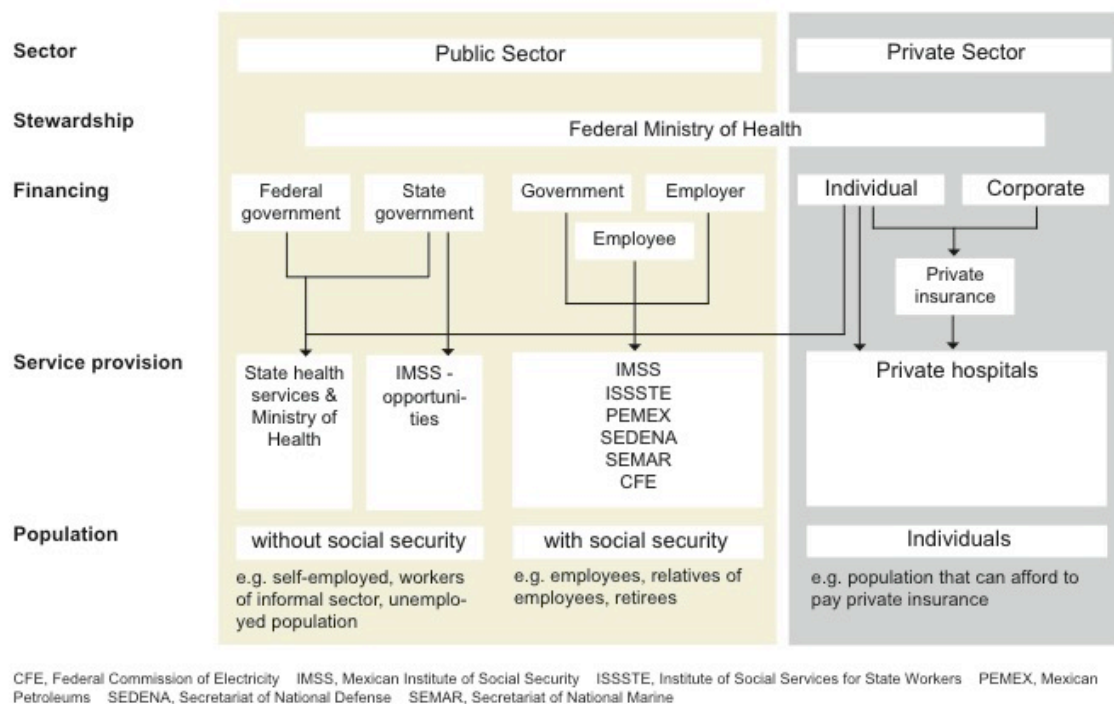 Sector
Public Sector
Private Sector
Stewardship
Federal Ministry of Health
Financing
Federal
government
State
government
Government
Employer
Employee
Individual
Corporate
Private
insurance
Service provision
State health
services &
Ministry of
Health
IMSS -
opportuni-
ties
IMSS
ISSSTE
PEMEX
SEDENA
SEMAR
CFE
Private hospitals
Population
without social security
e.g. self-employed, workers
of informal sector, unemplo-
yed population
with social security
e.g. employees, relatives of
employees, retirees
Individuals
e.g. population that can afford to
pay private insurance
CFE, Federal Commission of Electricity IMSS, Mexican Institute of Social Security ISSSTE, Institute of Social Services for State Workers PEMEX, Mexican
Petroleums SEDENA, Secretariat of National Defense SEMAR, Secretariat of National Marine